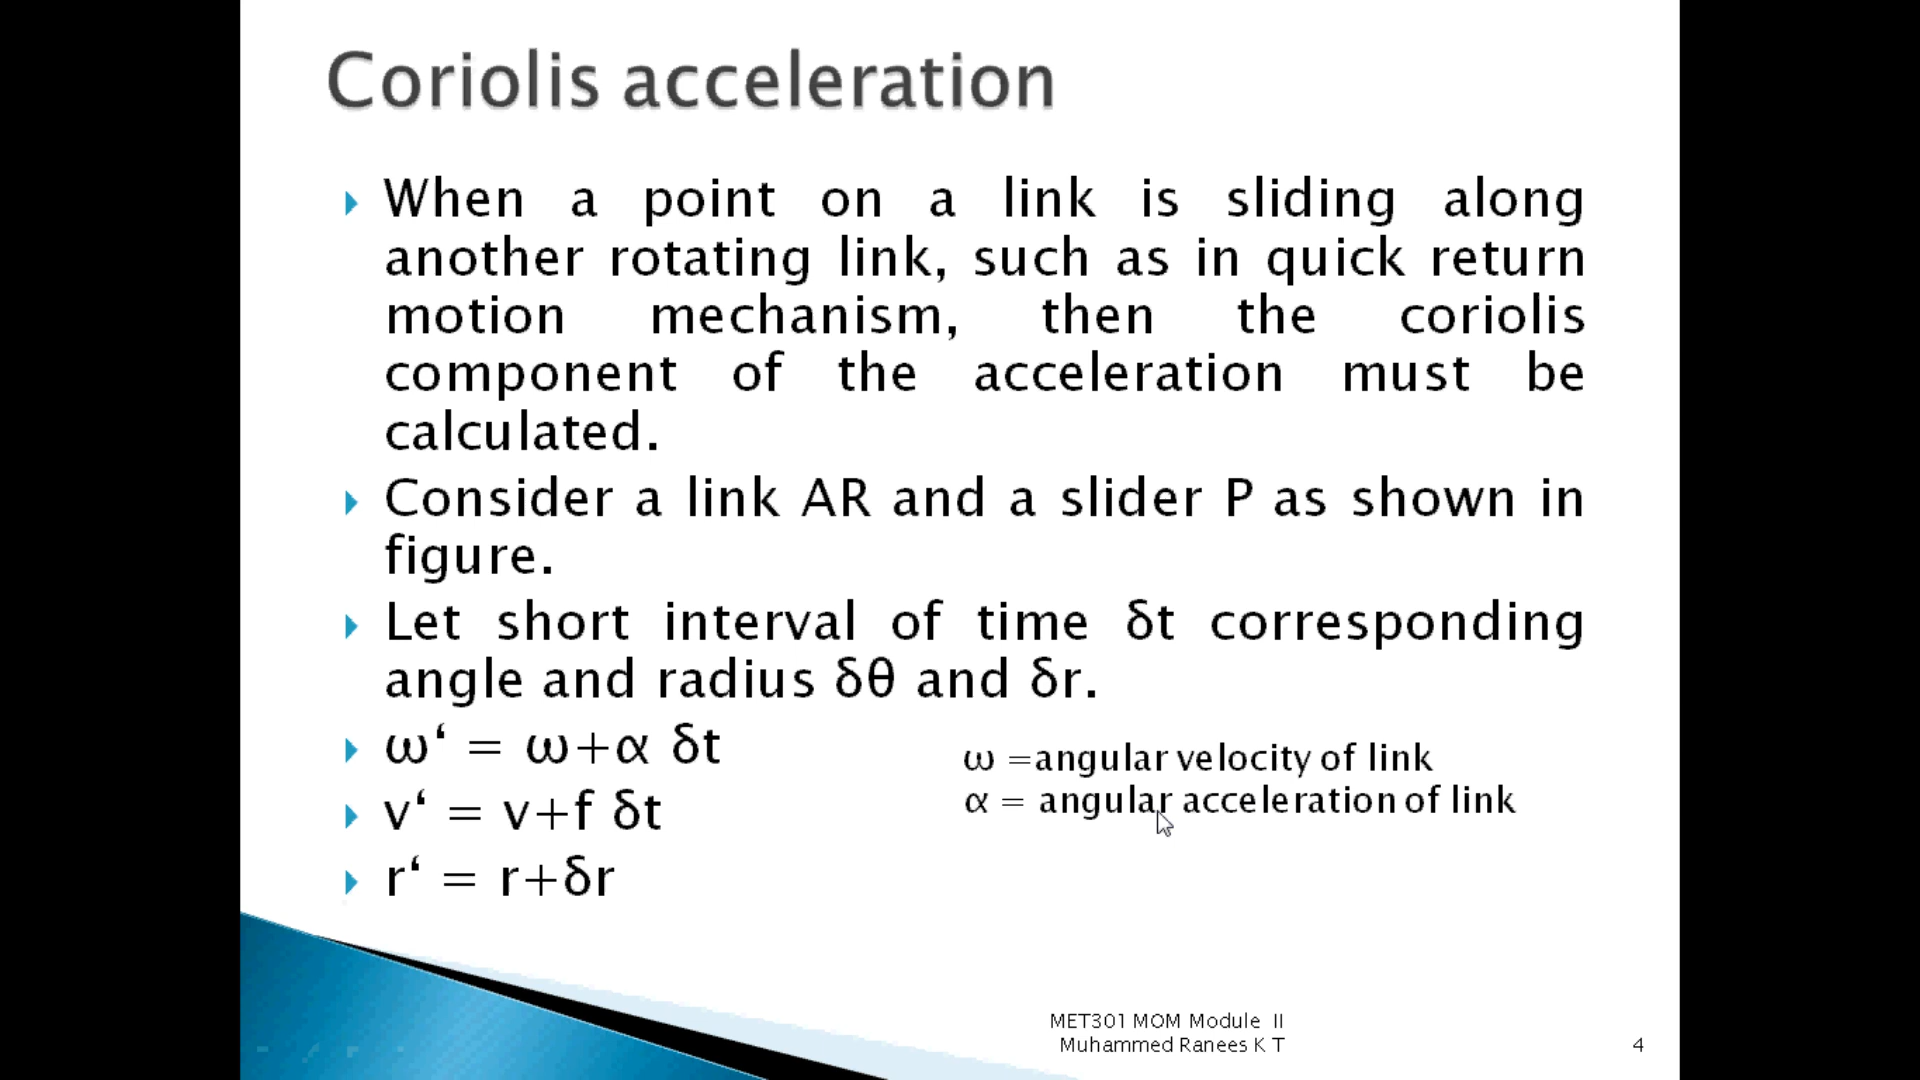 Coriolis acceleration
When a point on a link is sliding along
another rotating link, such as in quick return
motion mechanism, then the coriolis
component of the acceleration must be
calculated.
Consider a link AR and a slider P as shown in
figure.
Let short interval of time δt corresponding
angle and radius δθ and δr.
ω‘ = ω+α δt
v‘ = v+f δt
r‘ = r+δr
ω =angular velocity of link
α = angular acceleration of link
MET301 MOM Module II
Muhammed Ranees K T
4